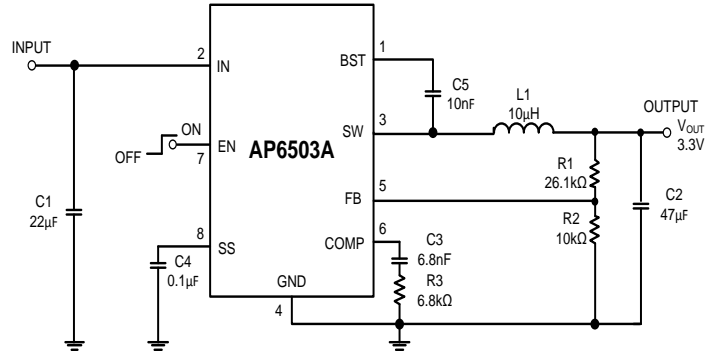 INPUT
2
IN
C1
22µF
OFF
ON
7
EN
8
SS
C4
0.1µF
AP6503A
GND
4
1
BST
C5
10nF
3
SW
L1
10µH
OUTPUT
VOUT
3.3V
5
FB
R1
26.1kΩ
R2
10kΩ
C2
47µF
6
COMP
C3
6.8nF
R3
6.8kΩ